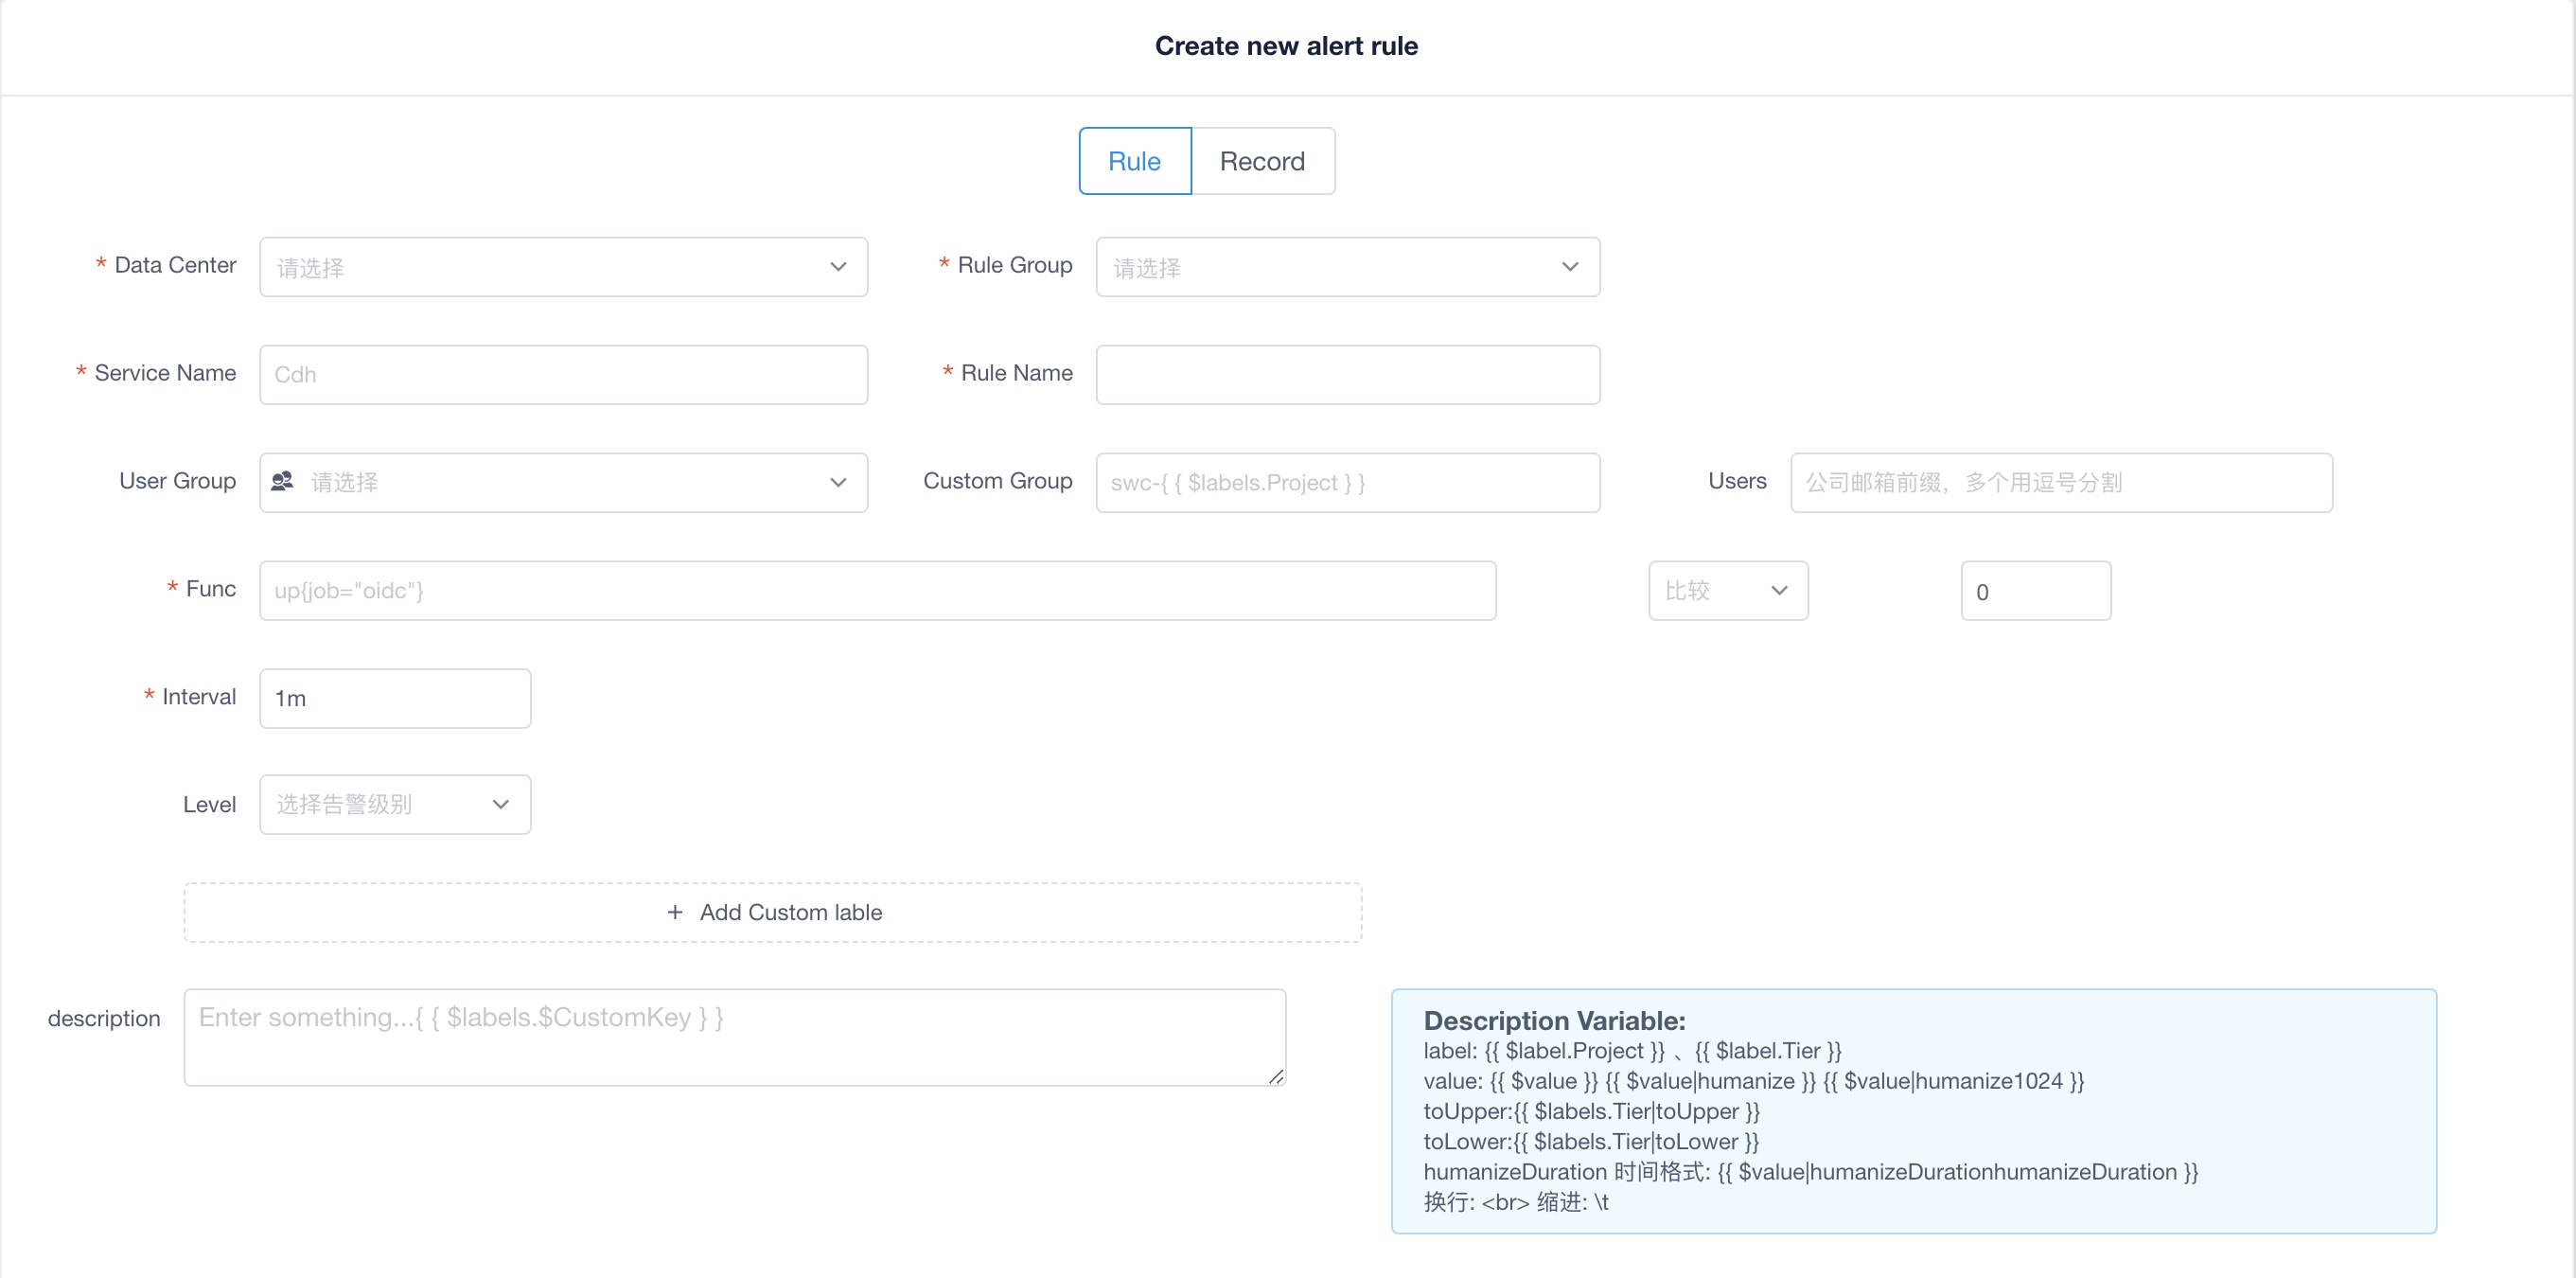 Create new alert rule
Rule Record
* Data Center 请选择 * Rule Group 请选择
* Service Name Cdh * Rule Name
User Group 请选择 Custom Group swc-{ { $labels.Project } } Users 公司邮箱前缀，多个用逗号分割
* Func up{job="oidc"} 比较 0
* Interval 1m
Level 选择告警级别
+ Add Custom lable
description Enter something...{ { $labels.$CustomKey } }
Description Variable:
label: {{ $label.Project }} 、{{ $label.Tier }}
value: {{ $value }} {{ $value|humanize }} {{ $value|humanize1024 }}
toUpper:{{ $labels.Tier|toUpper }}
toLower:{{ $labels.Tier|toLower }}
humanizeDuration 时间格式: {{ $value|humanizeDurationhumanizeDuration }}
换行: <br> 缩进: \t